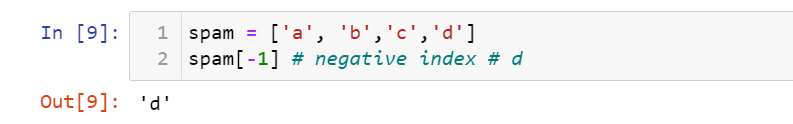 In [9]: 1 spam = ['a', 'b','c','d']
2 spam[-1] # negative index # d
Out[9]: 'd'